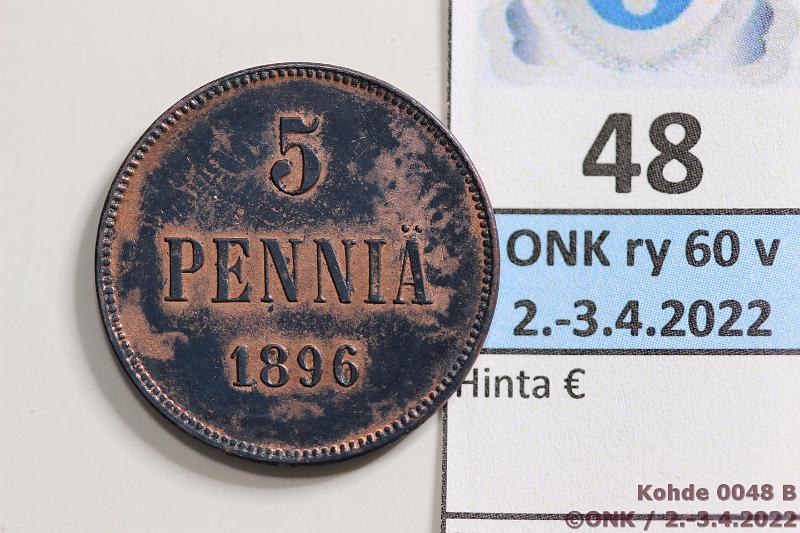 5
PENNIÄ
1896
48
ONK ry 60 v
2.-3.4.2022
Hinta €
Kohde 0048 B
©ONK / 2.-3.4.2022